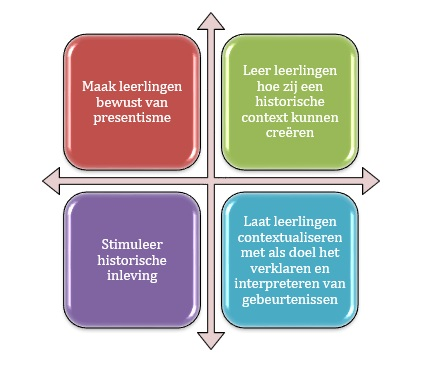 Maak leerlingen
bewust van
presentisme
Leer leerlingen
hoe zij een
historische
context kunnen
creëren
Stimuleer
historische
inleving
Laat leerlingen
contextualiseren
met als doel het
verklaren en
interpreteren van
gebeurtenissen